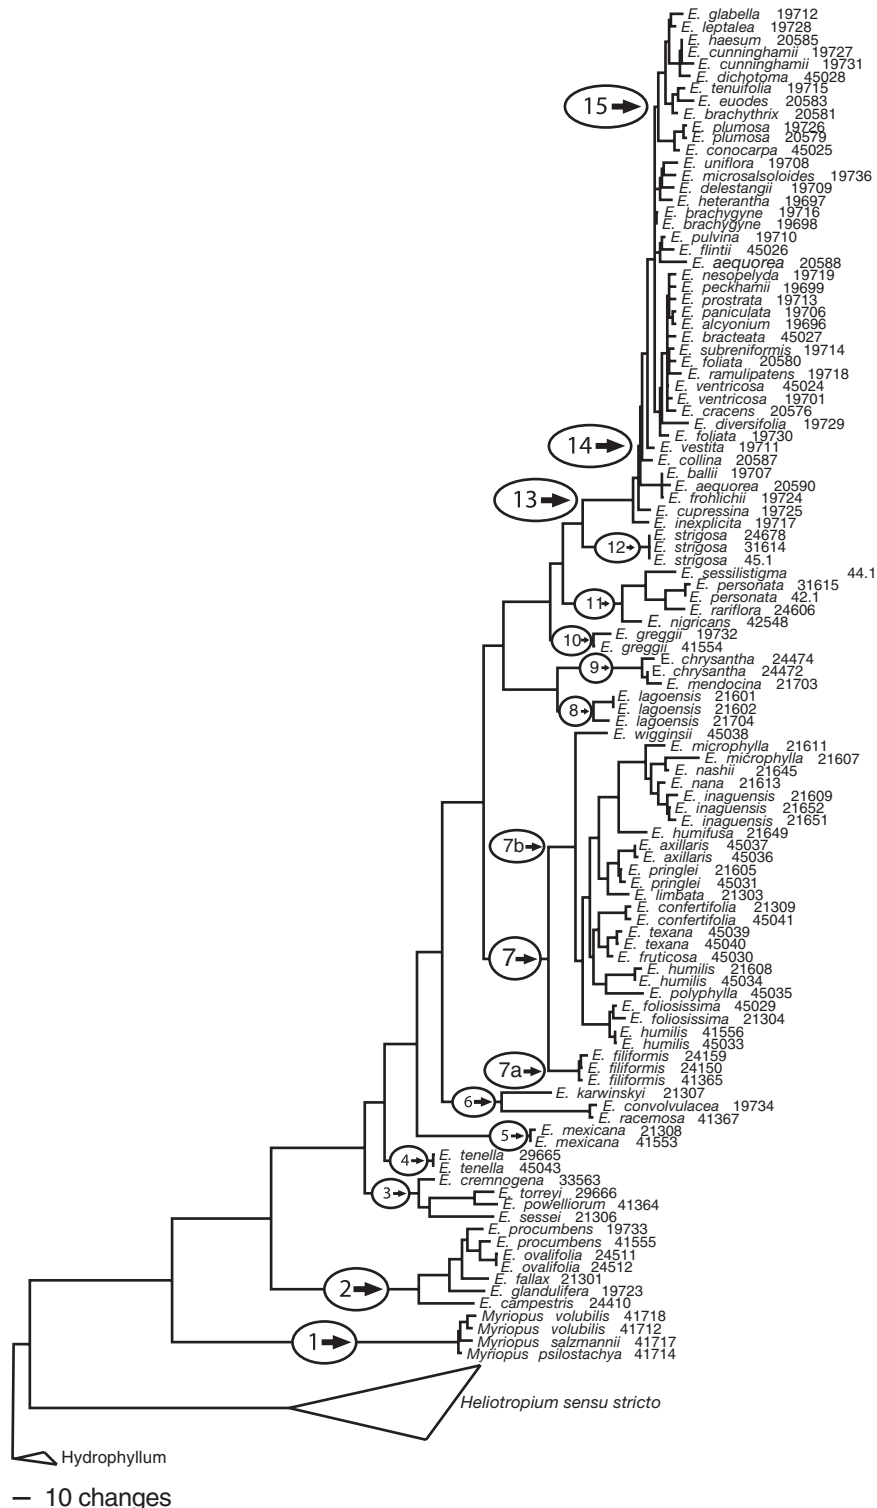 E. glabella 19712
E. leptalea 19728
E. haesum 20585
E. cunninghamii 19727
E. cunninghamii 19731
E. dichotoma 45028
E. tenuifolia 19715
15
E. euodes 20583
E. brachythrix 20581
E. plumosa 19726
E. plumosa 20579
E. conocarpa 45025
E. uniflora 19708
E. microsalsoloides 19736
E. delestangii 19709
E. heterantha 19697
E. brachygyne 19716
E. brachygyne 19698
E. pulvina 19710
E. flintii 45026
E. aequorea 20588
E. nesopelyda 19719
E. peckhamii 19699
E. prostrata 19713
E. paniculata 19706
E. alcyonium 19696
E. bracteata 45027
E. subreniformis 19714
E. foliata 20580
E. ramulipatens 19718
E. ventricosa 45024
E. ventricosa 19701
E. cracens 20576
E. diversifolia 19729
E. foliata 19730
14
E. vestita 19711
E. collina 20587
E. ballii 19707
E. aequorea 20590
13
E. frohlichii 19724
E. cupressina 19725
E. inexplicita 19717
E. strigosa 24678
12
E. strigosa 31614
E. strigosa 45.1
E. sessilistigma 44.1
E. personata 31615
E. personata 42.1
11
E. rariflora 24606
E. nigricans 42548
E. greggii 19732
10
E. greggii 41554
E. chrysantha 24474
9
E. chrysantha 24472
E. mendocina 21703
E. lagoensis 21601
8
E. lagoensis 21602
E. lagoensis 21704
E. wigginsii 45038
E. microphylla 21611
E. microphylla 21607
E. nashii 21645
E. nana 21613
E. inaguensis 21609
E. inaguensis 21652
E. inaguensis 21651
E. humifusa 21649
7b
E. axillaris 45037
E. axillaris 45036
E. pringlei 21605
E. pringlei 45031
E. limbata 21303
E. confertifolia 21309
E. confertifolia 45041
E. texana 45039
E. texana 45040
7
E. fruticosa 45030
E. humilis 21608
E. humilis 45034
E. polyphylla 45035
E. foliosissima 45029
E. foliosissima 21304
E. humilis 41556
E. humilis 45033
E. filiformis 24159
7a
E. filiformis 24150
E. filiformis 41365
E. karwinskyi 21307
6
E. convolvulacea 19734
E. racemosa 41367
5
E. mexicana 21308
E. mexicana 41553
4
E. tenella 29665
E. tenella 45043
E. cremnogena 33563
3
E. torreyi 29666
E. powelliorum 41364
E. sessei 21306
E. procumbens 19733
E. procumbens 41555
E. ovalifolia 24511
E. ovalifolia 24512
E. fallax 21301
2
E. glandulifera 19723
E. campestris 24410
Myriopus volubilis 41718
Myriopus volubilis 41712
1
Myriopus salzmannii 41717
Myriopus psilostachya 41714
Heliotropium sensu stricto
Hydrophyllum
10 changes